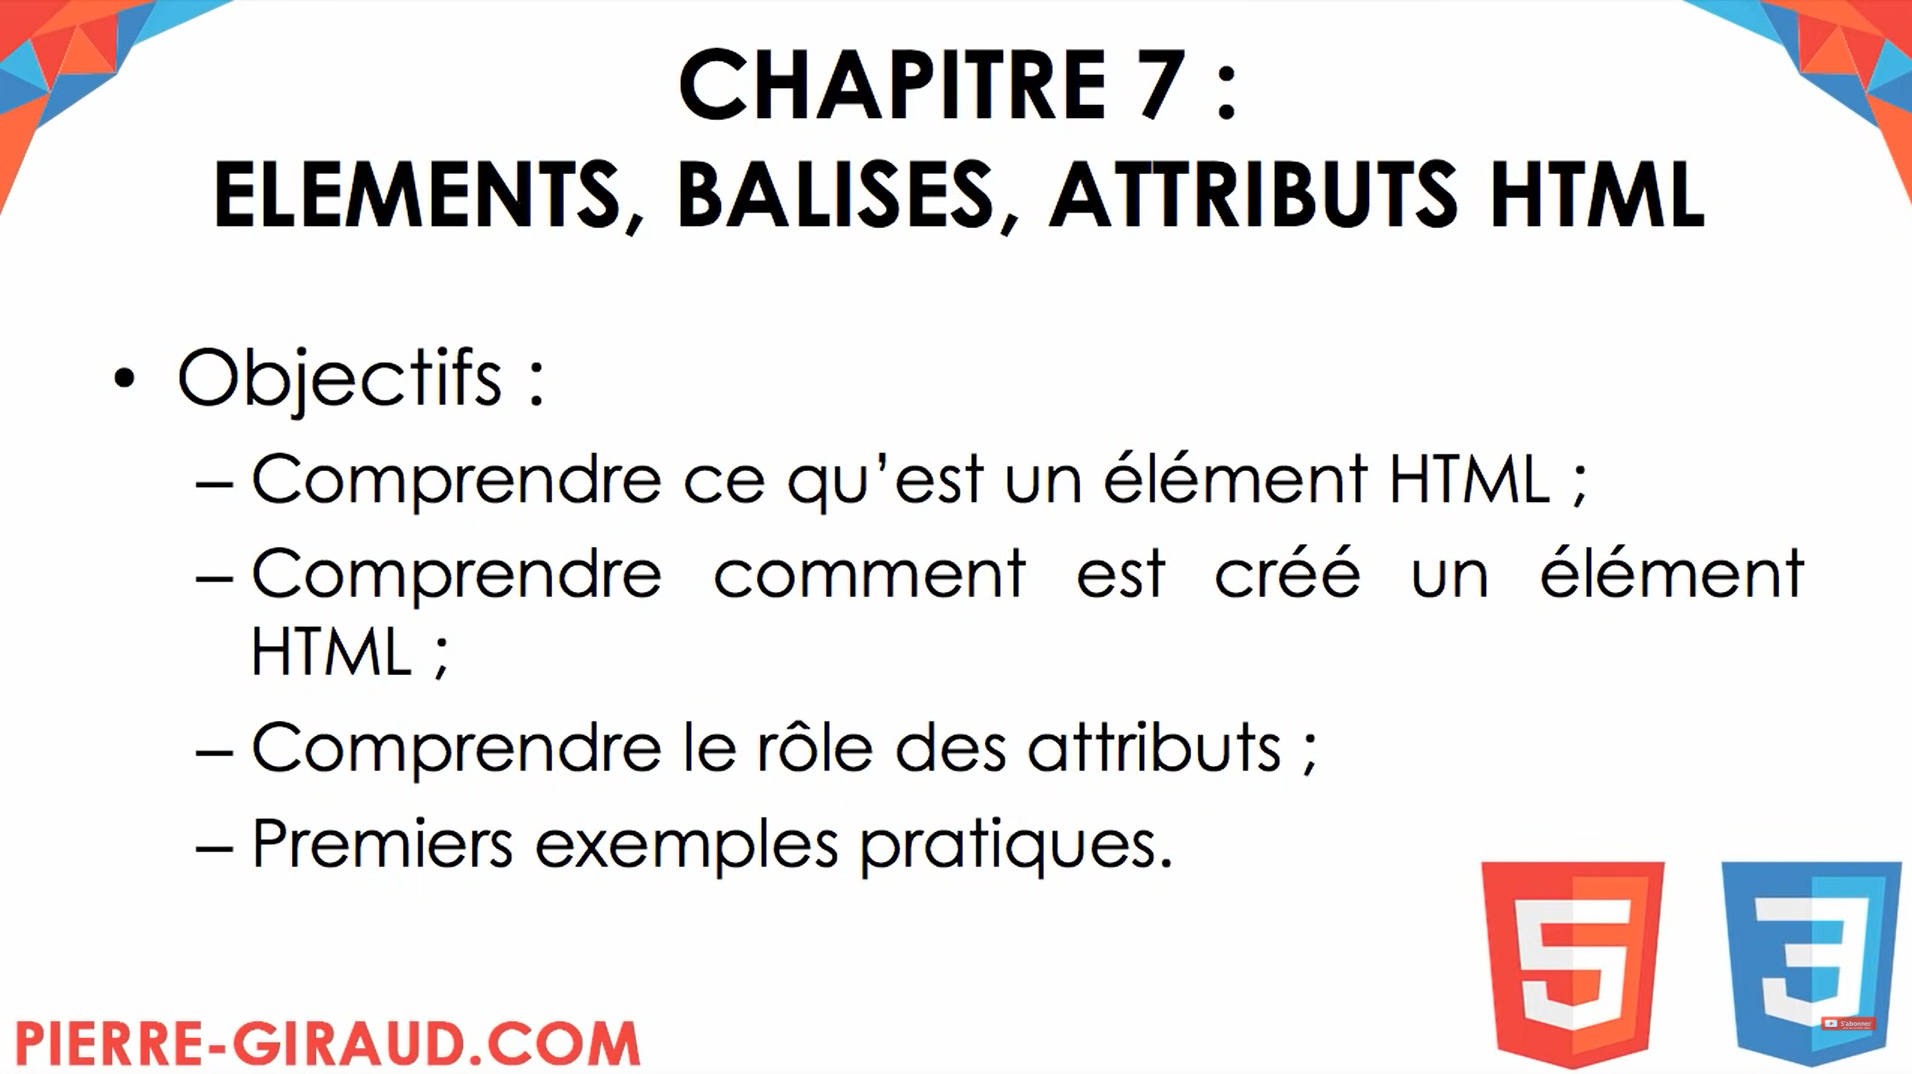 CHAPITRE 7 :
ELEMENTS, BALISES, ATTRIBUTS HTML
• Objectifs :
– Comprendre ce qu’est un élément HTML ;
– Comprendre comment est créé un élément
HTML ;
– Comprendre le rôle des attributs ;
– Premiers exemples pratiques.
5
3
S'abonner
PIERRE-GIRAUD.COM